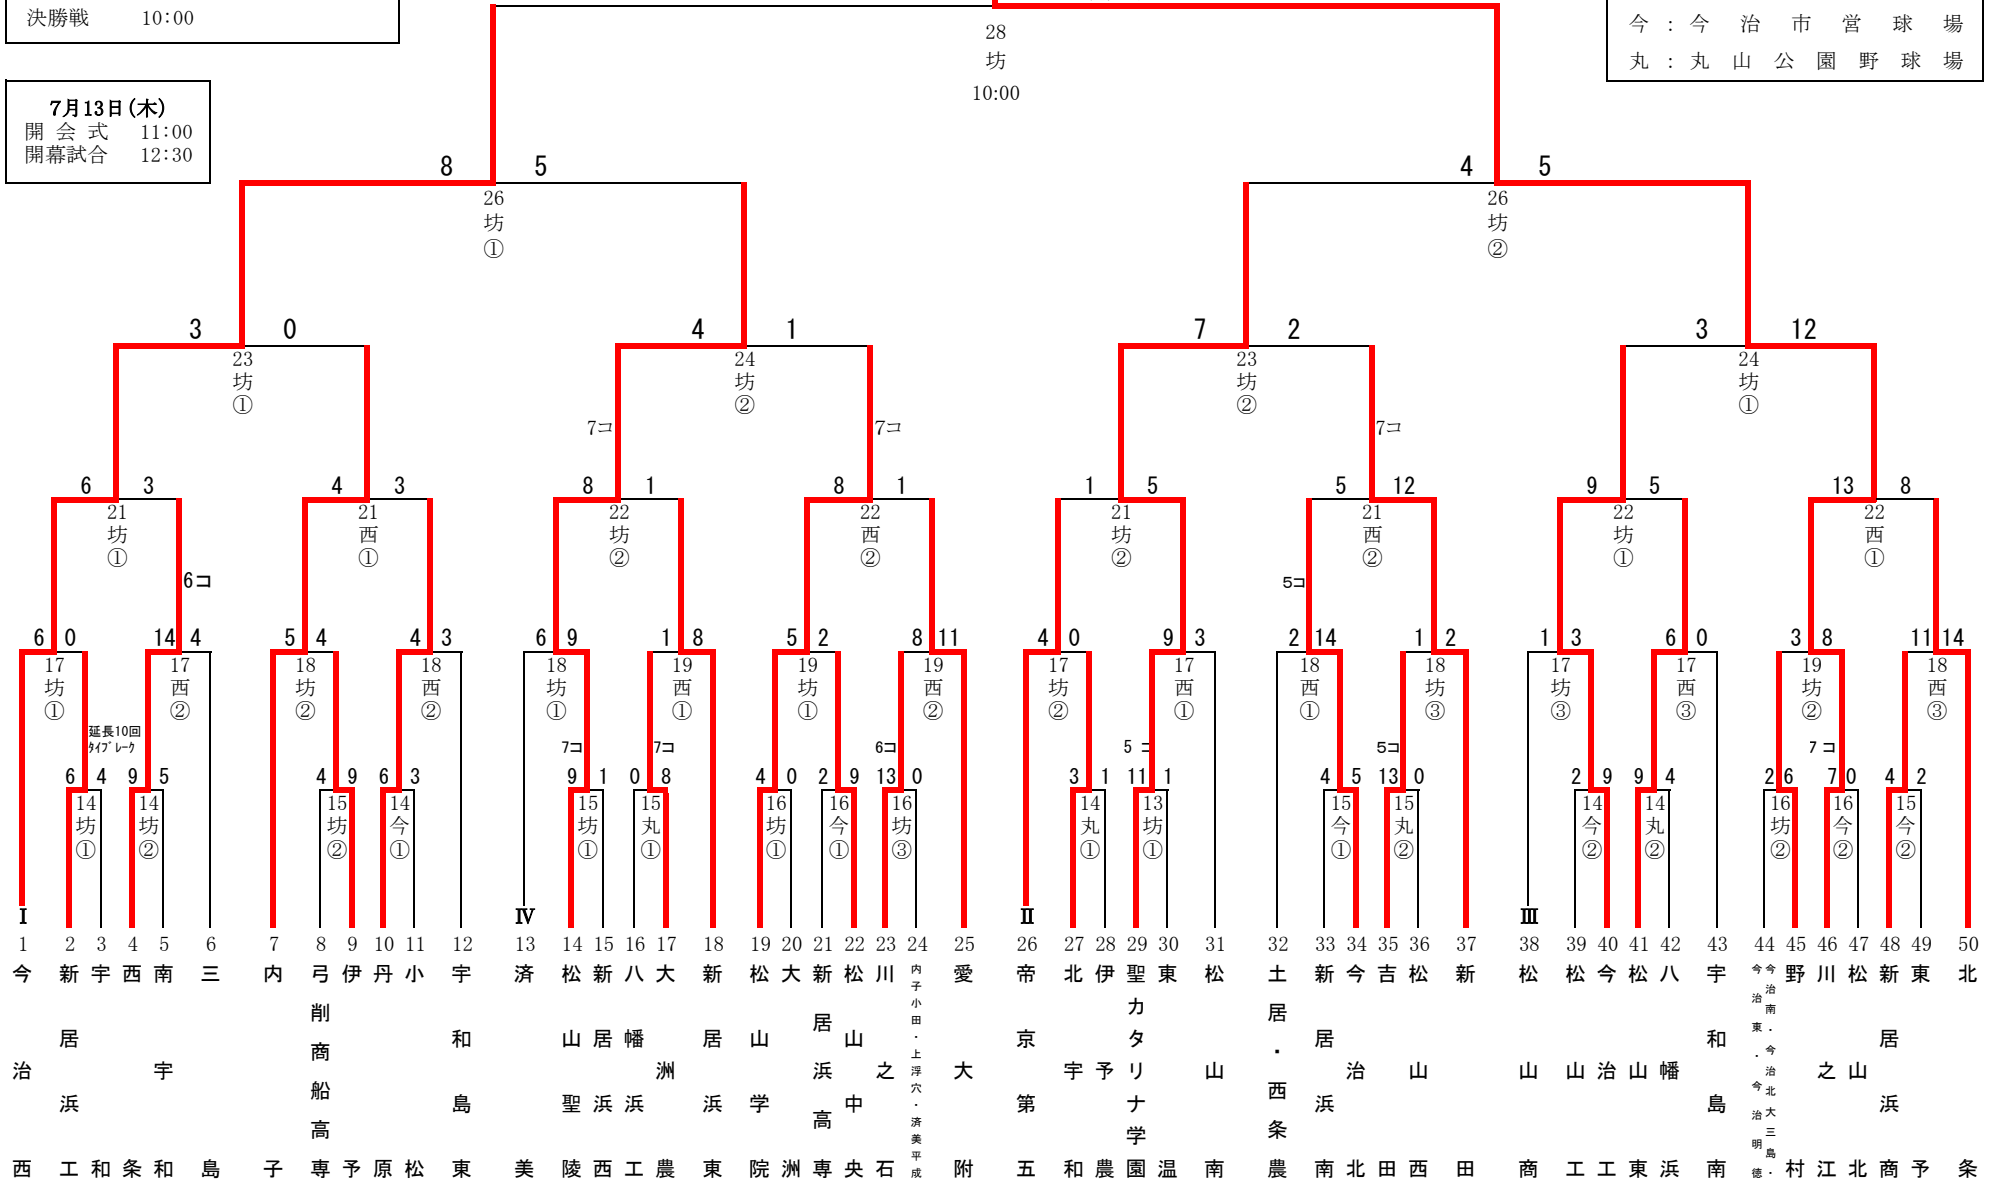 決勝戦 10:00
今：今治市営球場
丸：丸山公園野球場
28
坊
10:00
7月13日(木)
開会式 11:00
開幕試合 12:30
8 5
26
坊
①
4 5
26
坊
②
3 0
23
坊
①
4 1
24
坊
②
7 2
23
坊
②
3 12
24
坊
①
7コ 7コ 7コ
6 3
21
坊
①
4 3
21
西
①
8 1
22
坊
②
8 1
22
西
②
1 5
21
坊
②
5 12
21
西
②
9 5
22
坊
①
13 8
22
西
①
6コ 5コ
6 0
17
坊
①
14 4
17
西
②
5 4
18
坊
②
4 3
18
西
②
6 9
18
坊
①
1 8
19
西
①
5 2
19
坊
①
8 11
19
西
②
4 0
17
坊
②
9 3
17
西
①
2 14
18
西
①
1 2
18
坊
③
1 3
17
坊
③
6 0
17
西
③
3 8
19
坊
②
11 14
18
西
③
延長10回
ﾀｲﾌﾞﾚｰｸ
7コ 7コ 6コ 5コ 5コ 7コ
6 4
14
坊
①
9 5
14
坊
②
4 9
15
坊
②
6 3
14
今
①
9 1
15
坊
①
0 8
15
丸
①
4 0
16
坊
①
2 9
16
今
①
13 0
16
坊
③
3 1
14
丸
①
11 1
13
坊
①
4 5
15
今
①
13 0
15
丸
②
2 9
14
今
②
9 4
14
丸
②
2 6
16
坊
②
7 0
16
今
②
4 2
15
今
②
Ⅰ Ⅳ Ⅱ Ⅲ
1 今治西
2 新居浜工
3 宇和
4 西条
5 南宇和
6 三島
7 内子
8 弓削商船高専
9 伊予
10 丹原
11 小松
12 宇和島東
13 済美
14 松山聖陵
15 新居浜西
16 八幡浜工
17 大洲農
18 新居浜東
19 松山学院
20 大洲
21 新居浜高専
22 松山中央
23 川之石
24 内子小田・上浮穴・済美平成
25 愛大附
26 帝京第五
27 北宇和
28 伊予農
29 聖カタリナ学園
30 東温
31 松山南
32 土居・西条農
33 新居浜南
34 今治北
35 吉田
36 松山西
37 新田
38 松山商
39 松山工
40 今治工
41 松山東
42 八幡浜
43 宇和島南
44 今治南・今治北大三島・今治東・今治明徳
45 野村
46 川之江
47 松山北
48 新居浜商
49 東予
50 北条